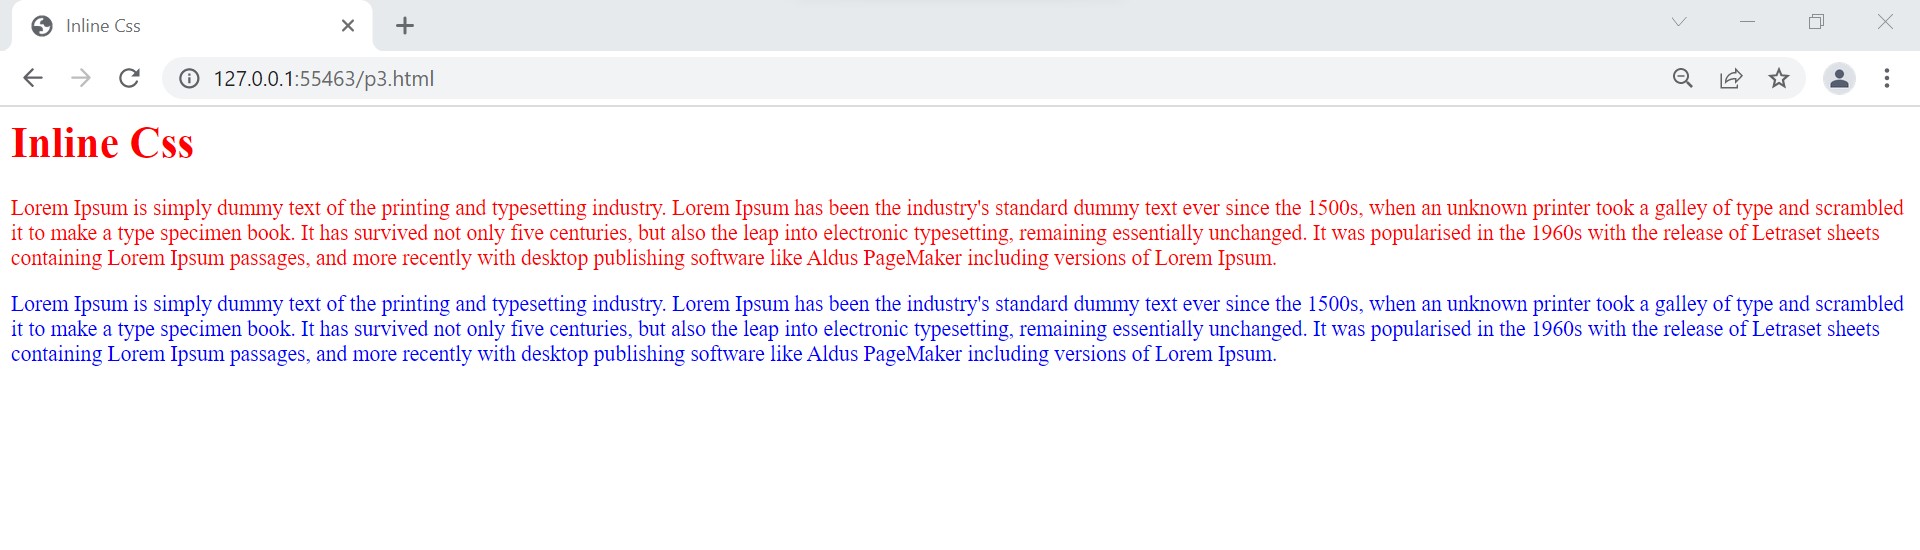 Inline Css
127.0.0.1:55463/p3.html
Inline Css
Lorem Ipsum is simply dummy text of the printing and typesetting industry. Lorem Ipsum has been the industry's standard dummy text ever since the 1500s, when an unknown printer took a galley of type and scrambled
it to make a type specimen book. It has survived not only five centuries, but also the leap into electronic typesetting, remaining essentially unchanged. It was popularised in the 1960s with the release of Letraset sheets
containing Lorem Ipsum passages, and more recently with desktop publishing software like Aldus PageMaker including versions of Lorem Ipsum.
Lorem Ipsum is simply dummy text of the printing and typesetting industry. Lorem Ipsum has been the industry's standard dummy text ever since the 1500s, when an unknown printer took a galley of type and scrambled
it to make a type specimen book. It has survived not only five centuries, but also the leap into electronic typesetting, remaining essentially unchanged. It was popularised in the 1960s with the release of Letraset sheets
containing Lorem Ipsum passages, and more recently with desktop publishing software like Aldus PageMaker including versions of Lorem Ipsum.